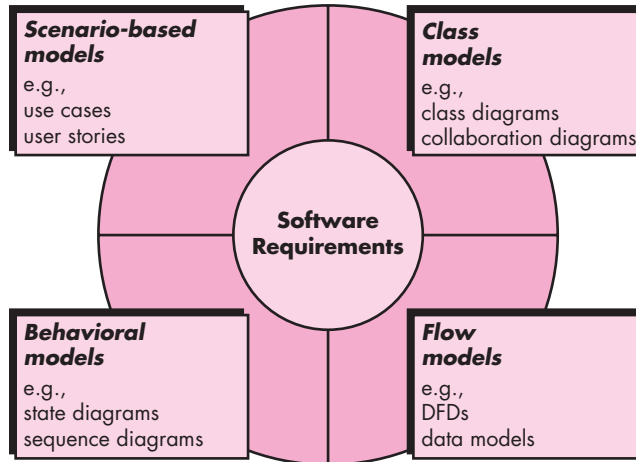 Scenario-based
models
e.g.,
use cases
user stories
Class
models
e.g.,
class diagrams
collaboration diagrams
Software
Requirements
Behavioral
models
e.g.,
state diagrams
sequence diagrams
Flow
models
e.g.,
DFDs
data models